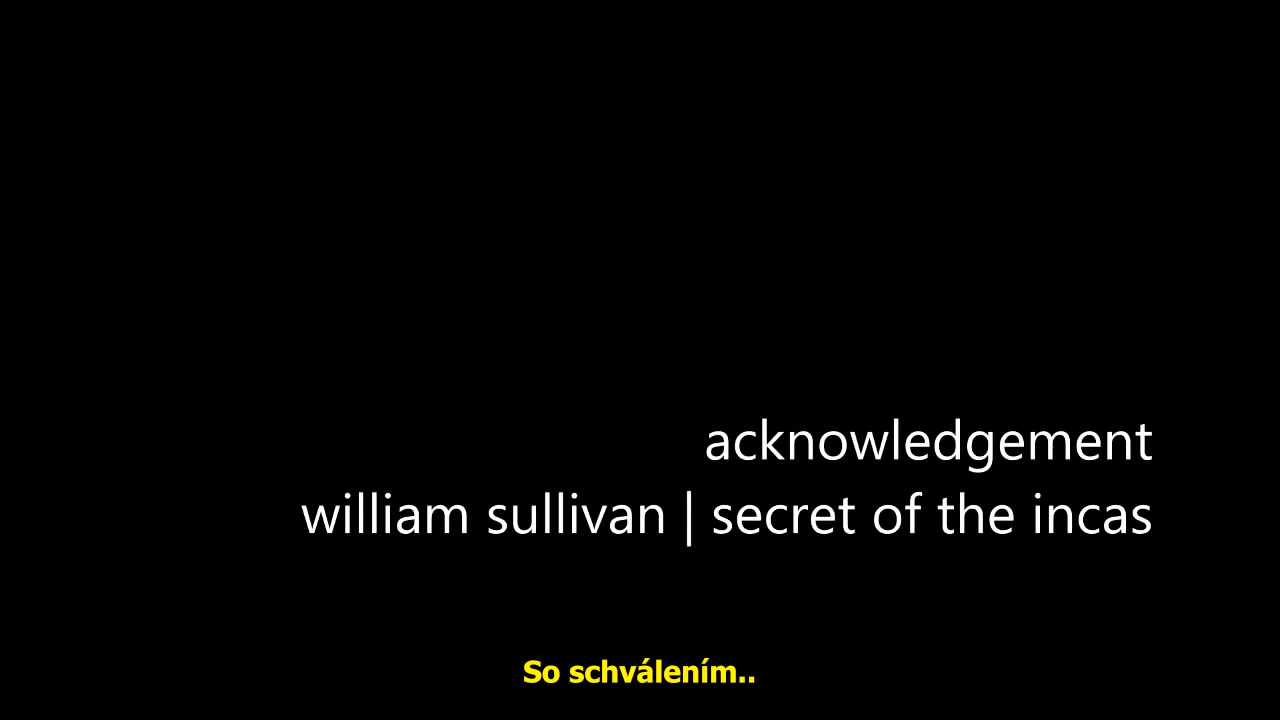 acknowledgement
william sullivan | secret of the incas
So schválením..